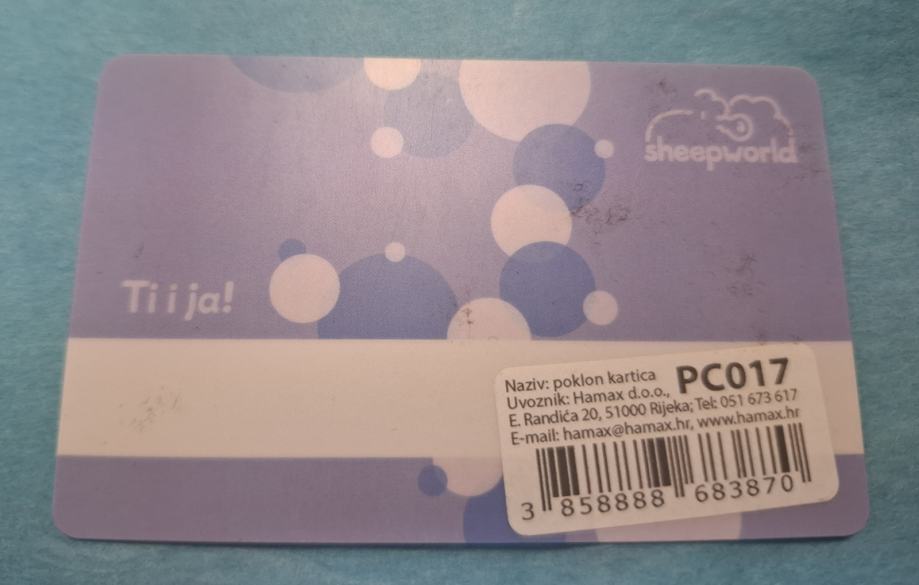 sheepworld
Ti i ja!
Naziv: poklon kartica PC017
Uvoznik: Hamax d.o.o.,
E. Randića 20, 51000 Rijeka; Tel: 051 673 617
E-mail: hamax@hamax.hr, www.hamax.hr
3 858888 683870